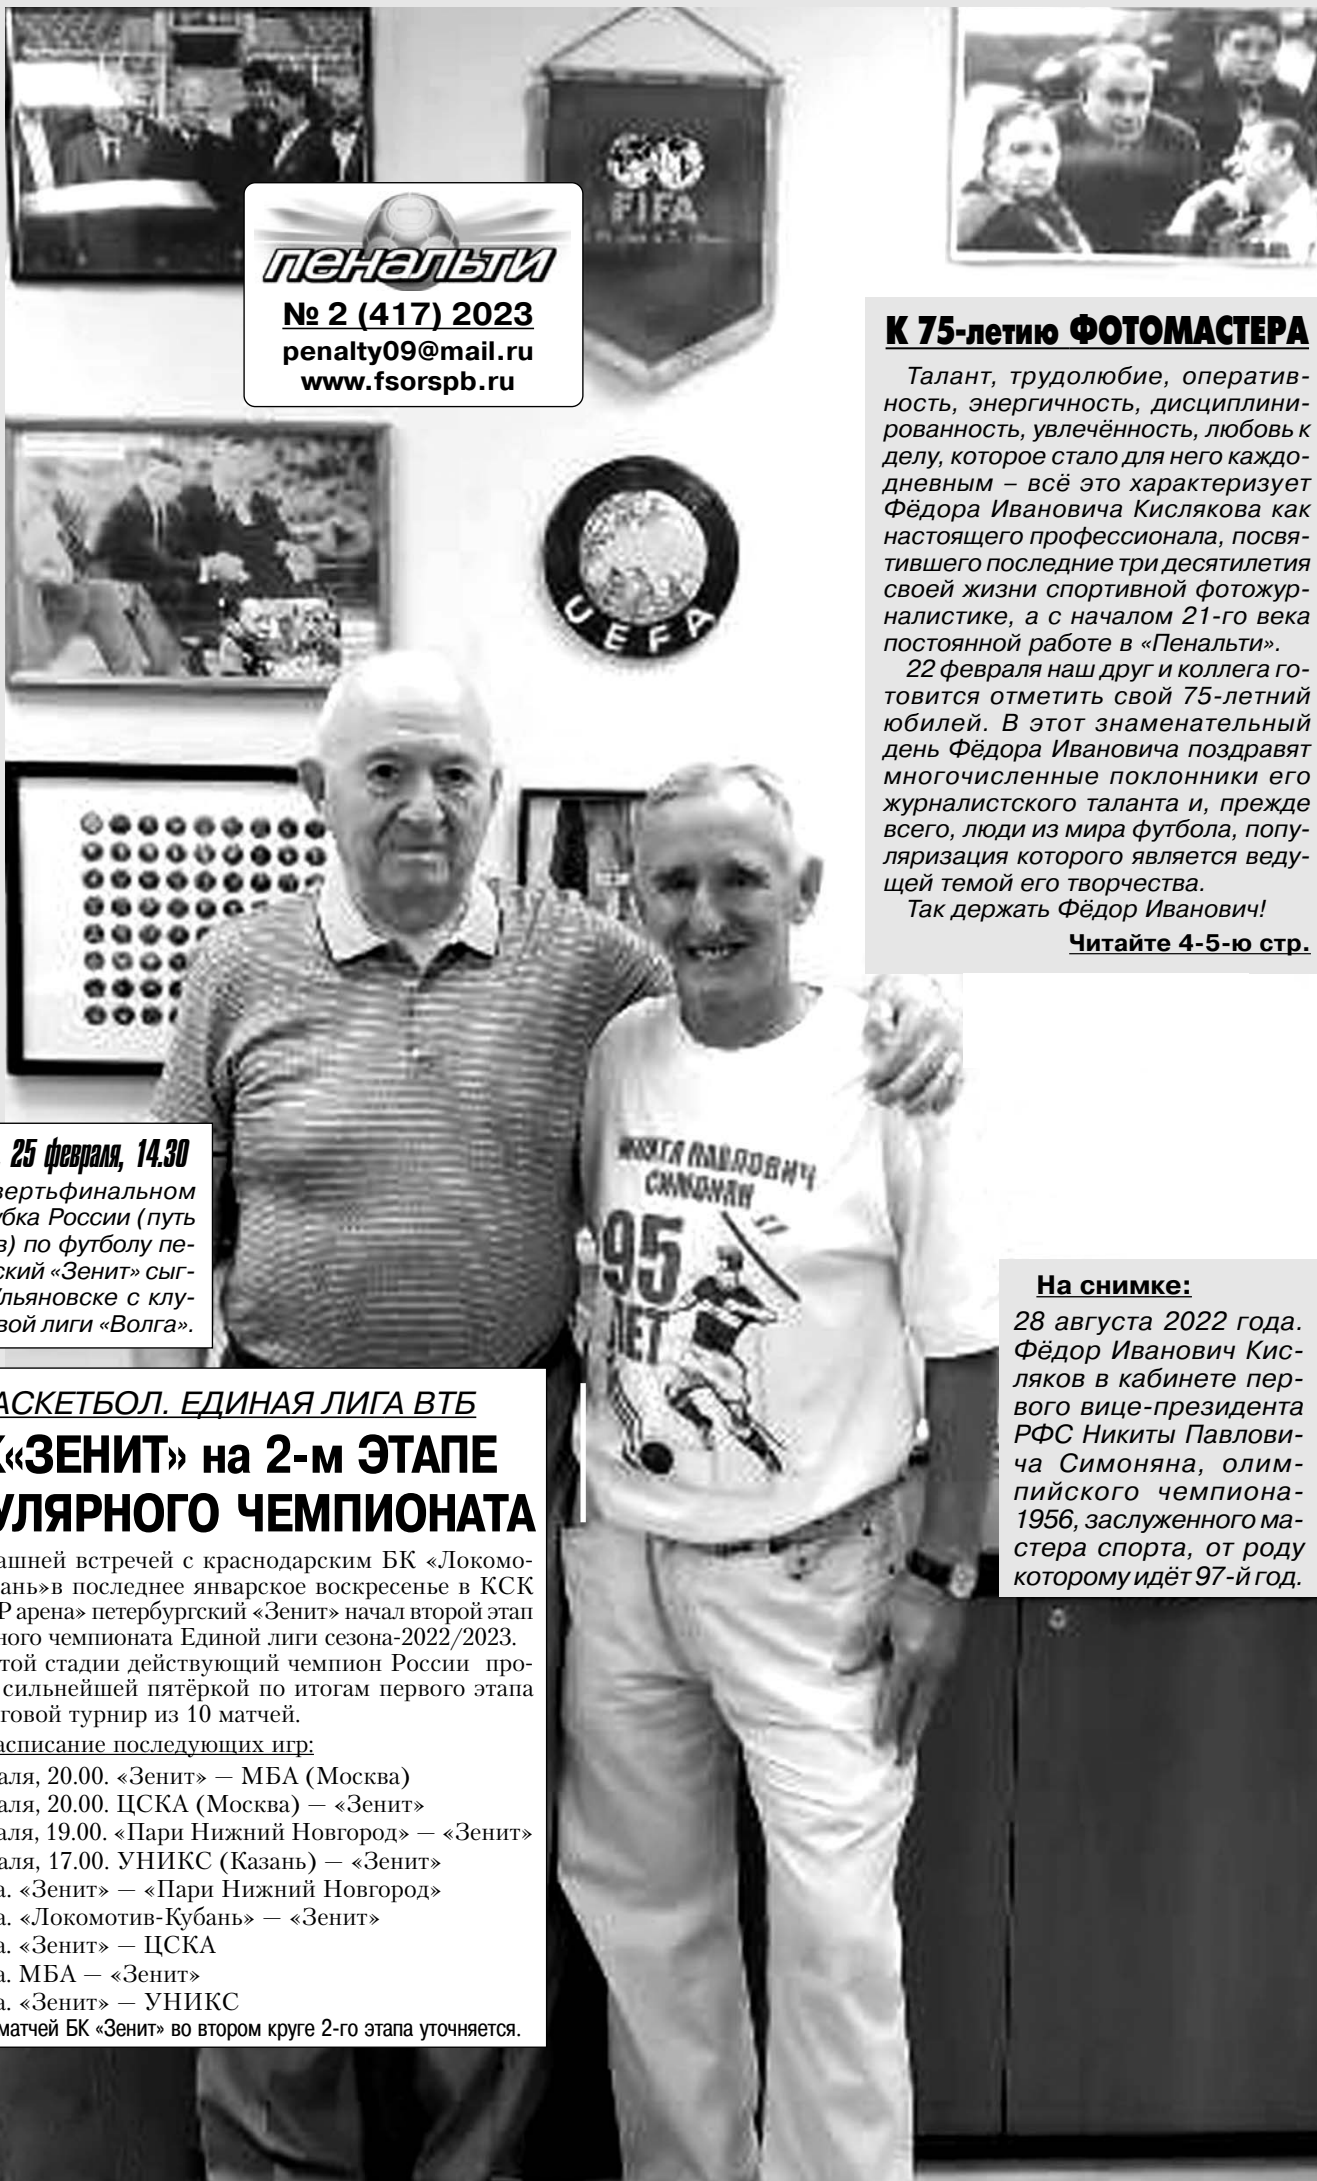 FIFA
UEFA
пенальти
№ 2 (417) 2023
penalty09@mail.ru
www.fsorspb.ru
К 75-летию ФОТОМАСТЕРА
Талант, трудолюбие, оператив-
ность, энергичность, дисциплини-
рованность, увлечённость, любовь к
делу, которое стало для него каждо-
дневным – всё это характеризует
Фёдора Ивановича Кислякова как
настоящего профессионала, посвя-
тившего последние три десятилетия
своей жизни спортивной фотожур-
налистике, а с началом 21-го века
постоянной работе в «Пенальти».
22 февраля наш друг и коллега го-
товится отметить свой 75-летний
юбилей. В этот знаменательный
день Фёдора Ивановича поздравят
многочисленные поклонники его
журналистского таланта и, прежде
всего, люди из мира футбола, попу-
ляризация которого является веду-
щей темой его творчества.
Так держать Фёдор Иванович!
Читайте 4-5-ю стр.
25 февраля, 14.30
вертьфинальном
бка России (путь
в) по футболу пе-
ский «Зенит» сыг-
льяновске с клу-
вой лиги «Волга».
НИКИТА ПАВЛОВИЧ
СИМОНЯН
95
ЛЕТ
На снимке:
28 августа 2022 года.
Фёдор Иванович Кис-
ляков в кабинете пер-
вого вице-президента
РФС Никиты Павлови-
ча Симоняна, олим-
пийского чемпиона-
1956, заслуженного ма-
стера спорта, от роду
которому идёт 97-й год.
АСКЕТБОЛ. ЕДИНАЯ ЛИГА ВТБ
К«ЗЕНИТ» на 2-м ЭТАПЕ
УЛЯРНОГО ЧЕМПИОНАТА
ашней встречей с краснодарским БК «Локомо-
ань»в последнее январское воскресенье в КСК
Р арена» петербургский «Зенит» начал второй этап
ного чемпионата Единой лиги сезона-2022/2023.
той стадии действующий чемпион России про-
сильнейшей пятёркой по итогам первого этапа
говой турнир из 10 матчей.
асписание последующих игр:
аля, 20.00. «Зенит» — МБА (Москва)
аля, 20.00. ЦСКА (Москва) — «Зенит»
аля, 19.00. «Пари Нижний Новгород» — «Зенит»
аля, 17.00. УНИКС (Казань) — «Зенит»
а. «Зенит» — «Пари Нижний Новгород»
а. «Локомотив-Кубань» — «Зенит»
а. «Зенит» — ЦСКА
а. МБА — «Зенит»
а. «Зенит» — УНИКС
матчей БК «Зенит» во втором круге 2-го этапа уточняется.